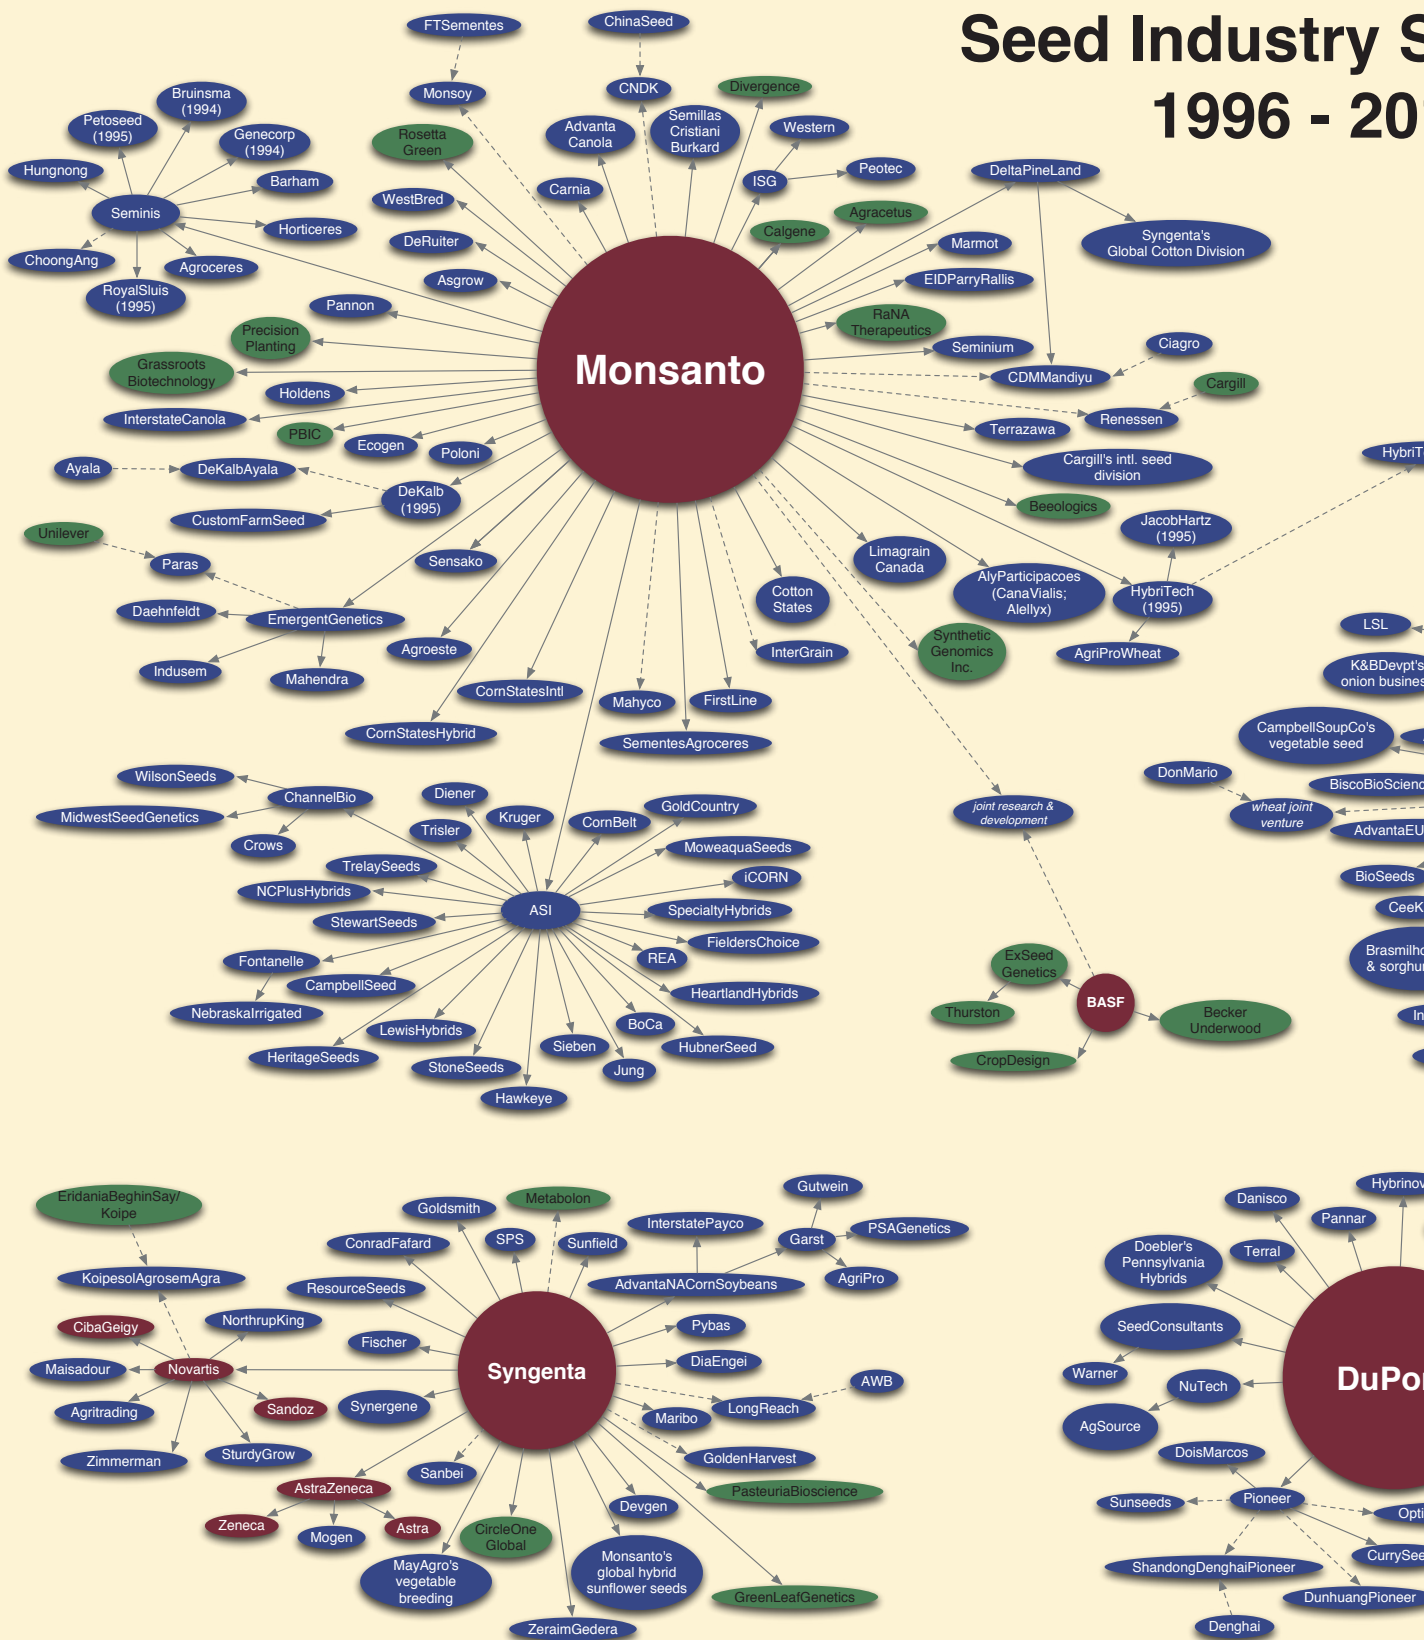 Seed Industry S
1996 - 20
FTSementes
ChinaSeed
Monsoy
CNDK
Divergence
Bruinsma
(1994)
Petoseed
(1995)
Genecorp
(1994)
Rosetta
Green
Advanta
Canola
Semillas
Cristiani
Burkard
Western
Hungnong
Barham
WestBred
Carnia
ISG
Peotec
DeltaPineLand
Seminis
Horticeres
DeRuiter
Calgene
Agracetus
Marmot
Syngenta's
Global Cotton Division
ChoongAng
Agroceres
Asgrow
EIDParryRallis
RoyalSluis
(1995)
Pannon
RaNA
Therapeutics
Precision
Planting
Seminium
Ciagro
Grassroots
Biotechnology
Monsanto
CDMMandiyu
Cargill
Holdens
InterstateCanola
Renessen
PBIC
Ecogen
Poloni
Terrazawa
Ayala
DeKalbAyala
Cargill's intl. seed
division
HybriT
DeKalb
(1995)
CustomFarmSeed
Beeologics
JacobHartz
(1995)
Unilever
Paras
Sensako
Limagrain
Canada
Cotton
States
AlyParticipacoes
(CanaVialis;
Alellyx)
HybriTech
(1995)
Daehnfeldt
EmergentGenetics
Agroeste
InterGrain
Synthetic
Genomics
Inc.
AgriProWheat
LSL
Indusem
Mahendra
CornStatesIntl
Mahyco
FirstLine
K&BDevpt's
onion busines
CornStatesHybrid
SementesAgroceres
CampbellSoupCo's
vegetable seed
WilsonSeeds
ChannelBio
DonMario
BiscoBioScienc
MidwestSeedGenetics
Diener
Kruger
CornBelt
GoldCountry
joint research &
development
wheat joint
venture
Crows
Trisler
MoweaquaSeeds
AdvantaEU
TrelaySeeds
iCORN
BioSeeds
NCPlusHybrids
ASI
SpecialtyHybrids
CeeK
StewartSeeds
FieldersChoice
Fontanelle
REA
ExSeed
Genetics
Brasmilho
& sorghur
CampbellSeed
HeartlandHybrids
BASF
NebraskaIrrigated
Thurston
Becker
Underwood
In
LewisHybrids
BoCa
HeritageSeeds
Sieben
HubnerSeed
CropDesign
StoneSeeds
Jung
Hawkeye
EridaniaBeghinSay/
Koipe
Goldsmith
Metabolon
Gutwein
Danisco
Hybrinov
InterstatePayco
Garst
PSAGenetics
Pannar
ConradFafard
SPS
Sunfield
Terral
Doebler's
Pennsylvania
Hybrids
KoipesolAgrosemAgra
ResourceSeeds
AdvantaNACornSoybeans
AgriPro
CibaGeigy
NorthrupKing
Pybas
SeedConsultants
Fischer
Maisadour
Novartis
Syngenta
DiaEngei
Warner
NuTech
DuPor
AWB
Agritrading
Sandoz
Synergene
Maribo
LongReach
AgSource
Zimmerman
SturdyGrow
GoldenHarvest
DoisMarcos
Sanbei
AstraZeneca
PasteuriaBioscience
Sunseeds
Pioneer
Opti
Zeneca
Mogen
Astra
CircleOne
Global
Devgen
ShandongDenghaiPioneer
CurrySee
MayAgro's
vegetable
breeding
Monsanto's
global hybrid
sunflower seeds
GreenLeafGenetics
DunhuangPioneer
ZeraimGedera
Denghai